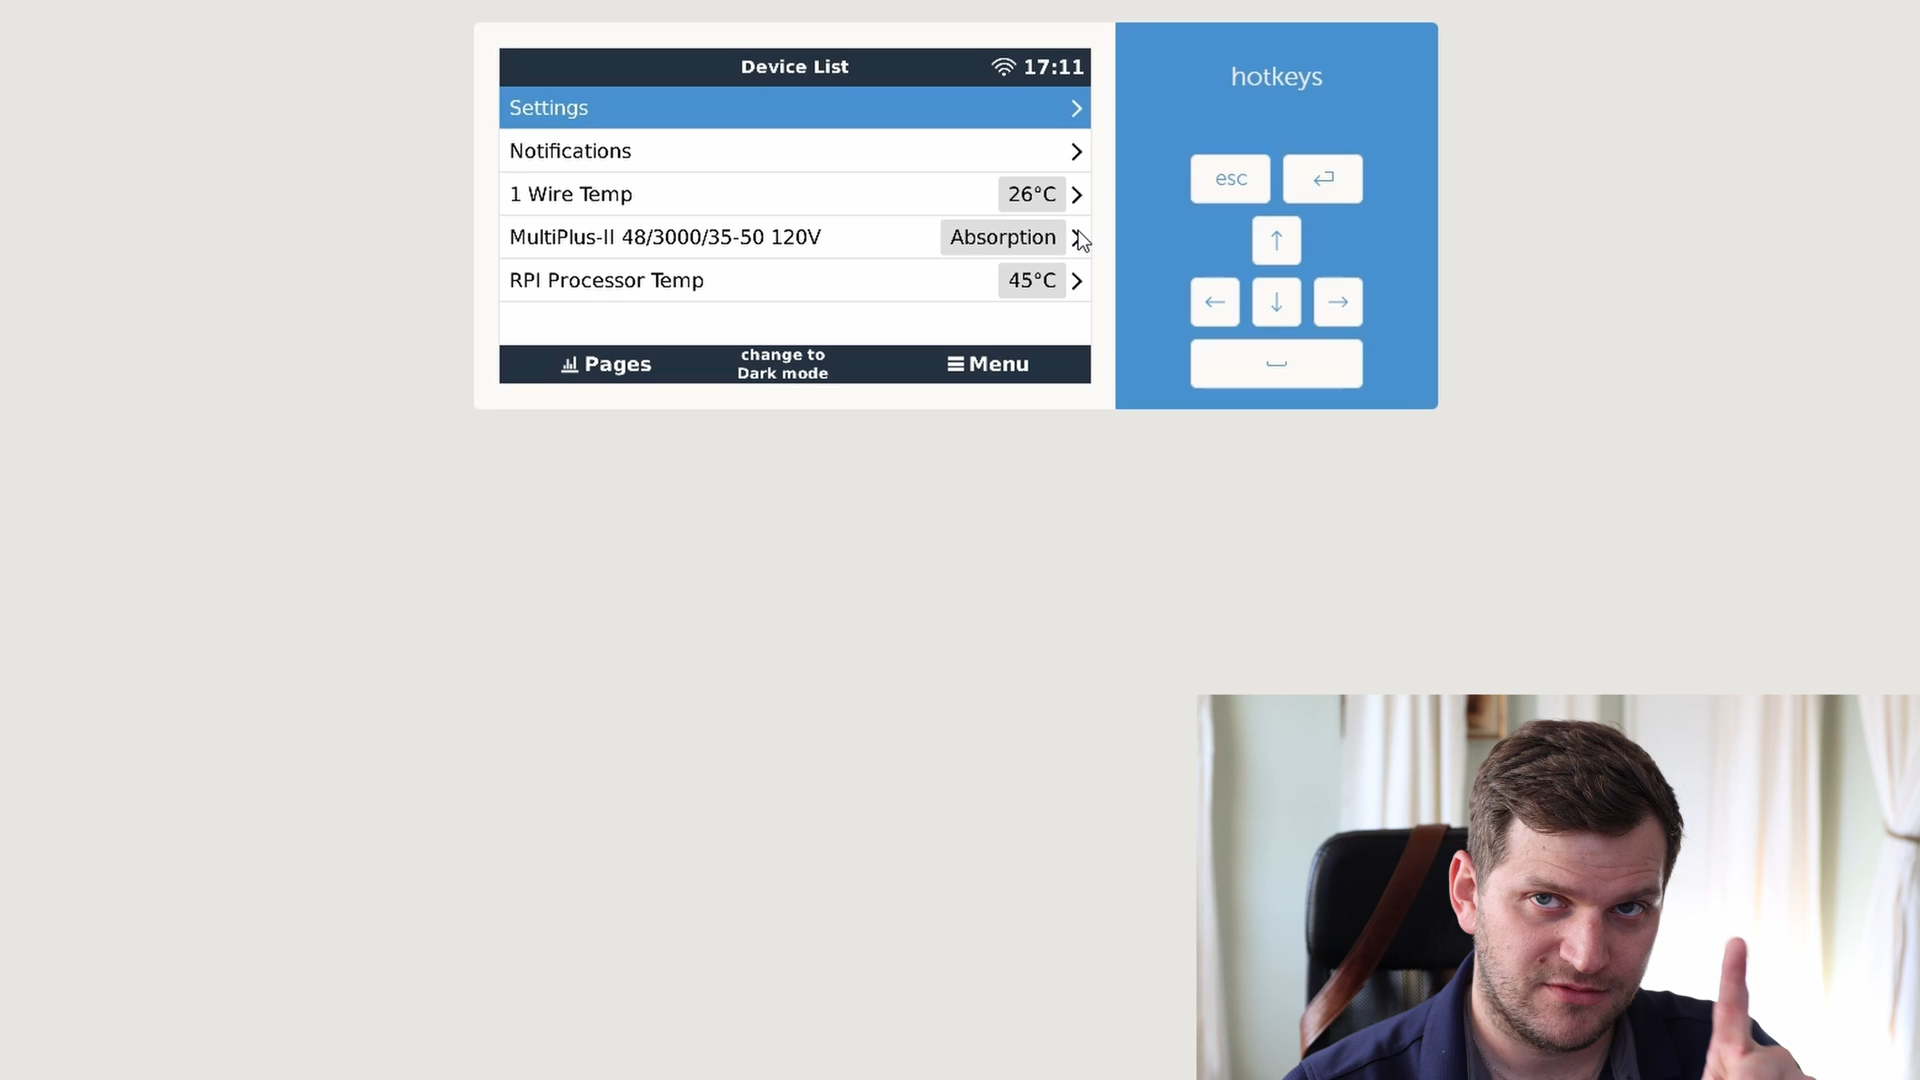 Device List
17:11
Settings
Notifications
1 Wire Temp
26°C
MultiPlus-II 48/3000/35-50 120V
Absorption
RPI Processor Temp
45°C
Pages
change to
Dark mode
Menu
hotkeys
esc